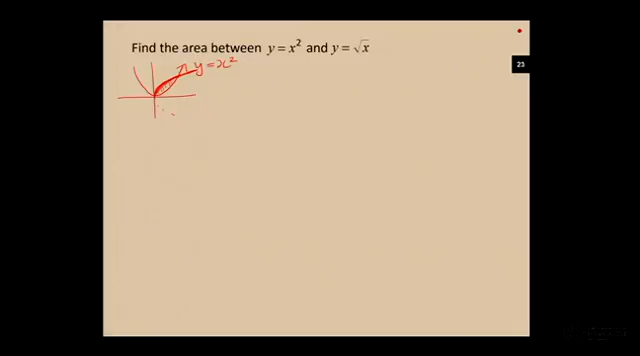 Find the area between y = x² and y = √x
y = x²
23